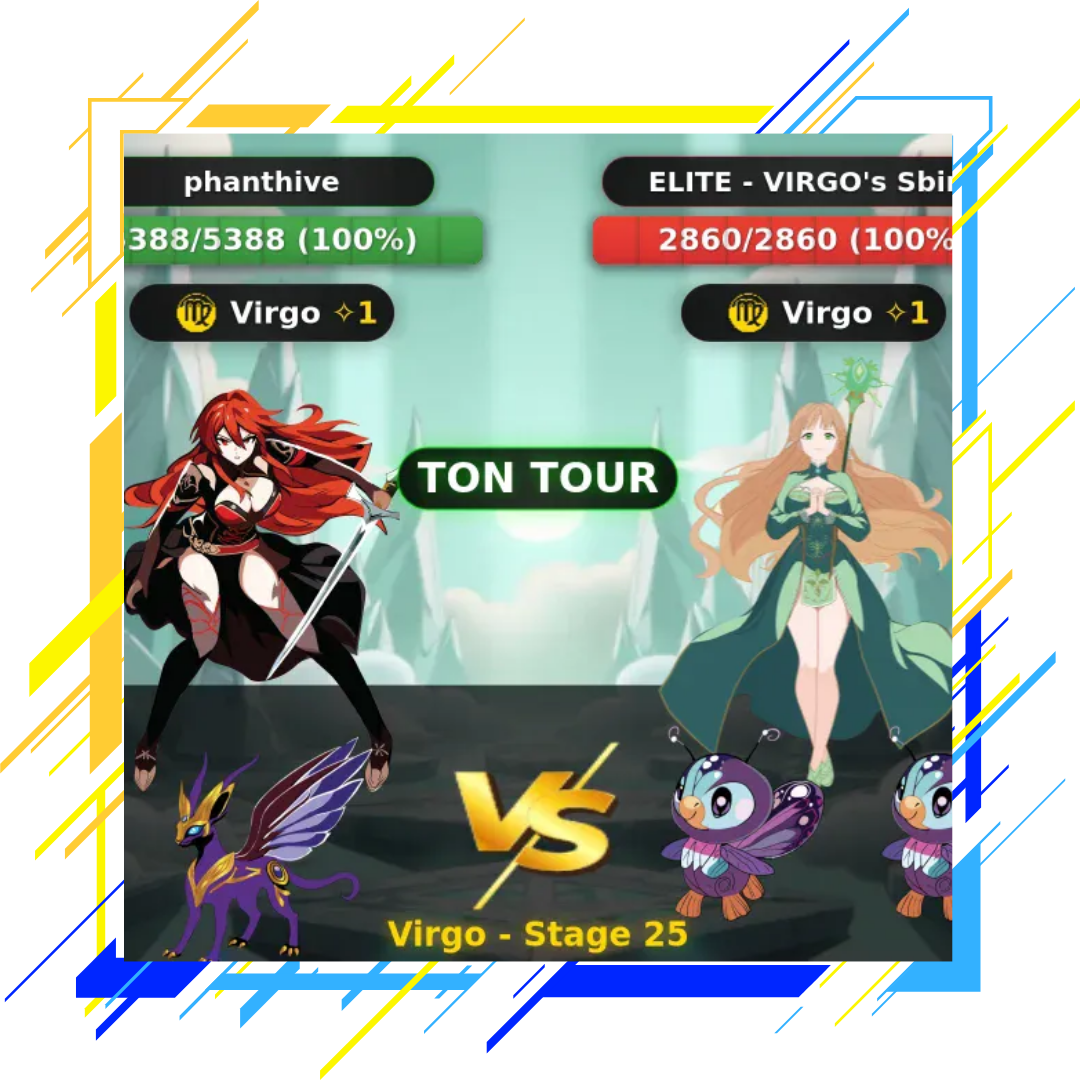 phanthive
ELITE - VIRGO's
388/5388 (100%)
2860/2860 (100%
Virgo ✧1
Virgo ✧1
TON TOUR
VS
Virgo - Stage 25